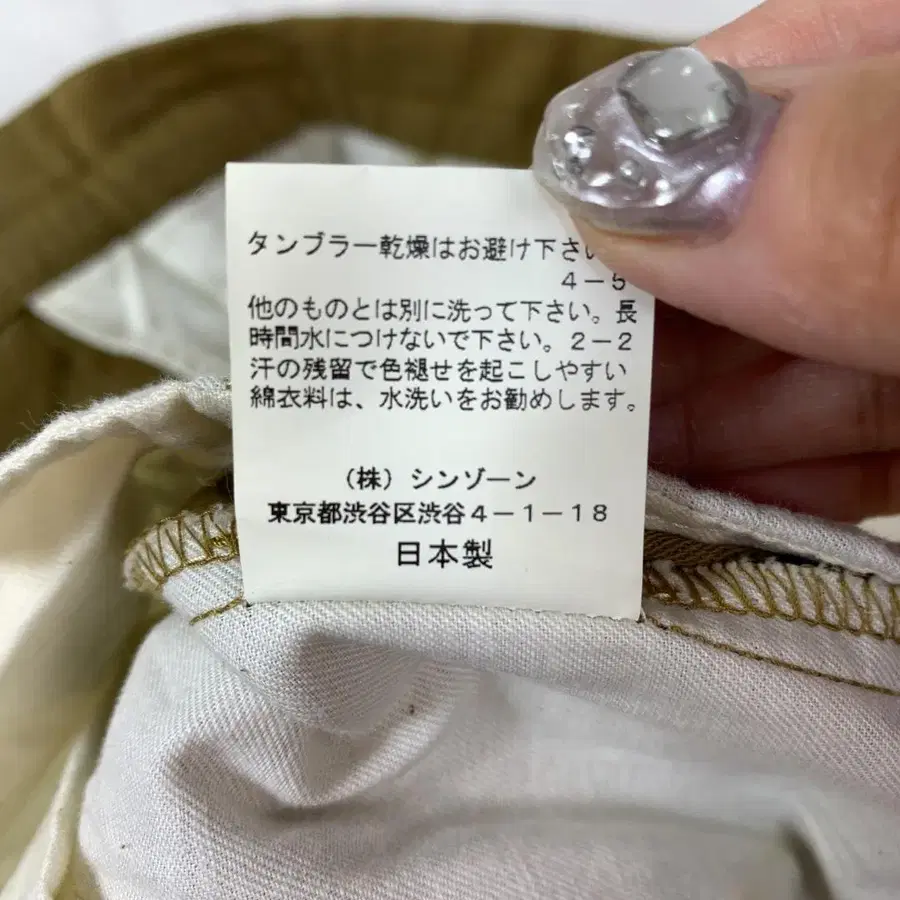 タンブラー乾燥はお避け下さい
4-5
他のものとは別に洗って下さい。長
時間水につけないで下さい。2-2
汗の残留で色褪せを起こしやすい
綿衣料は、水洗いをお勧めします。
(株) シンゾーン
東京都渋谷区渋谷4-1-18
日本製